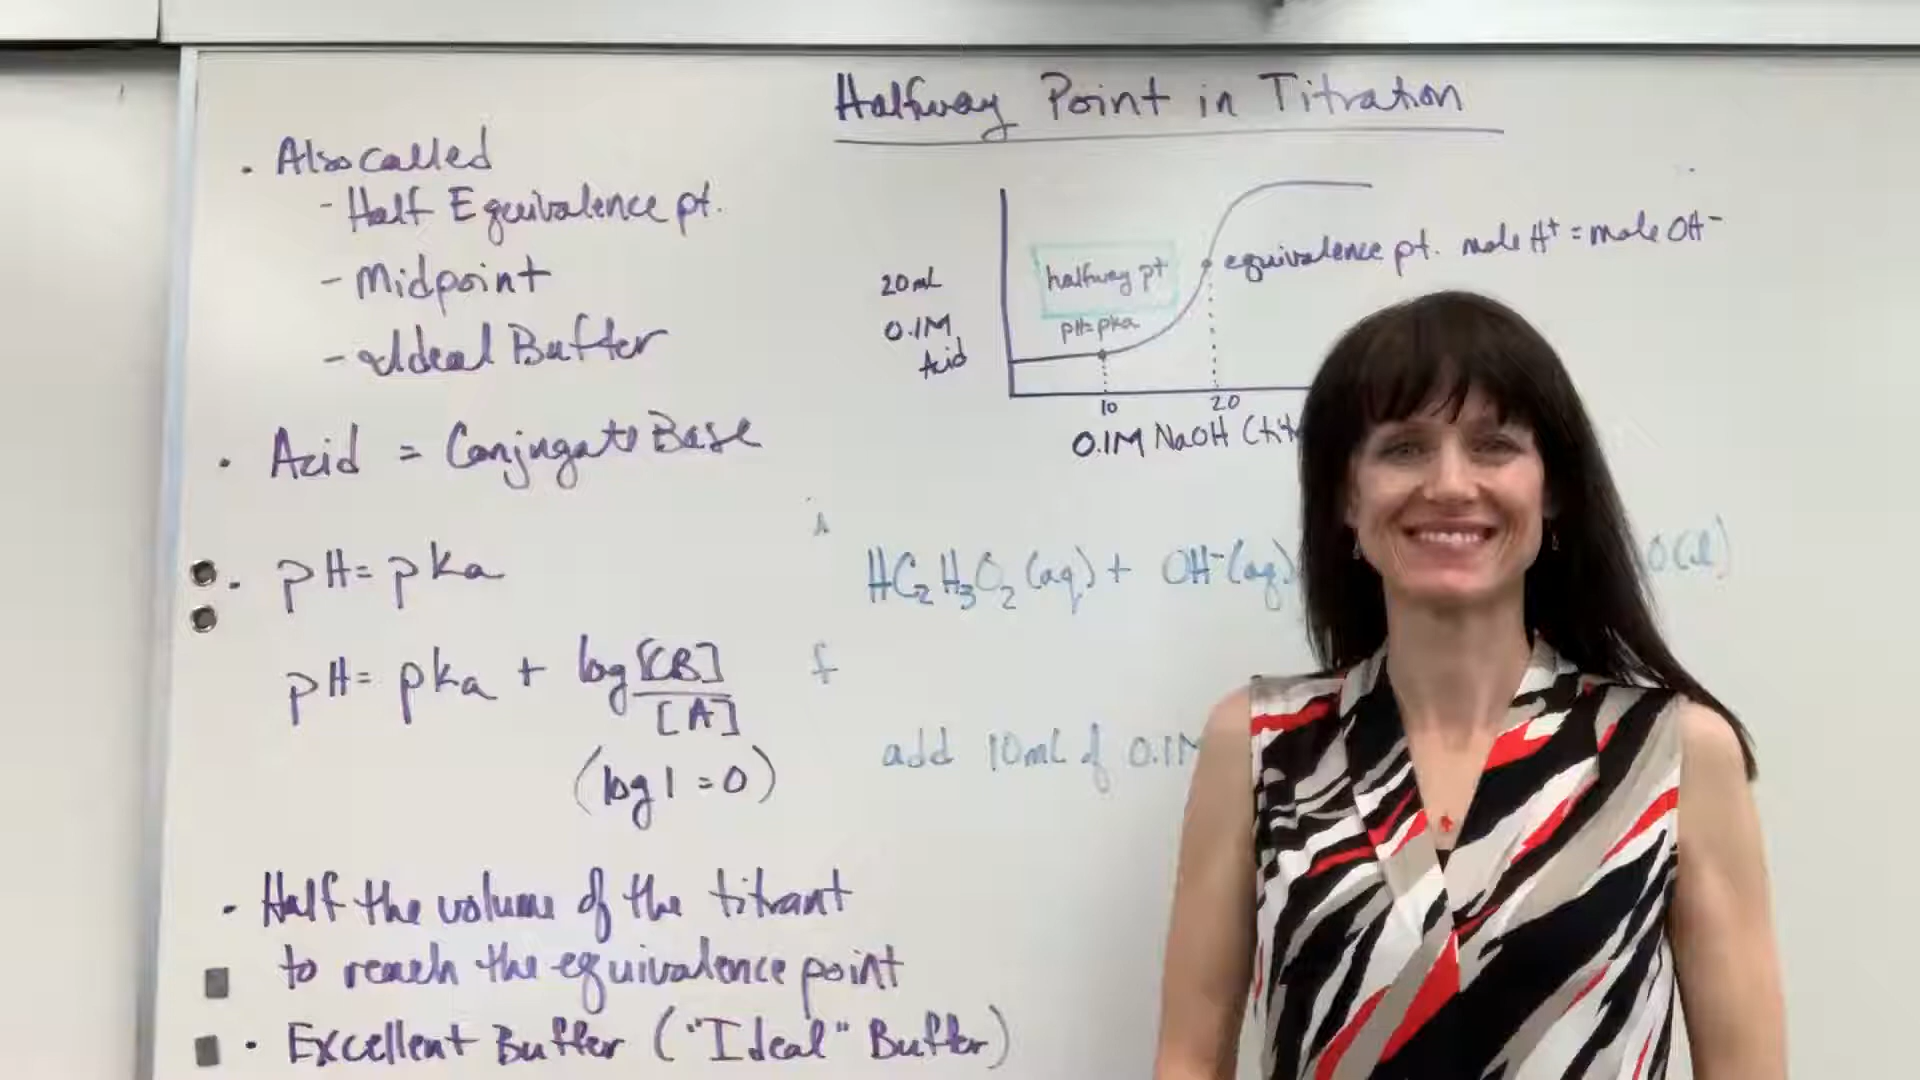 Halfway Point in Titration
. Also called
- Half Equivalence pt.
- Midpoint
- Ideal Buffer
. Acid = Conjugate Base
. pH = pka
pH = pka + log [CB]
[A]
(log 1 = 0)
. Half the volume of the titrant
to reach the equivalence point
. Excellent Buffer ("Ideal" Buffer)
equivalence pt. mole H⁺ = mole OH⁻
halfway pt
pH = pka
20mL
0.1M
Acid
10 20
0.1M NaOH
i
HC₂H₃O₂ (aq) + OH⁻ (aq) O(l)
f
add 10mL of 0.1M